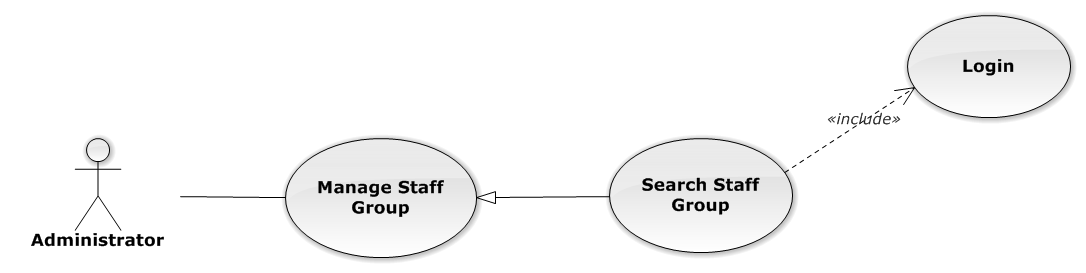 Login
«include»
Manage Staff
Group
Search Staff
Group
Administrator